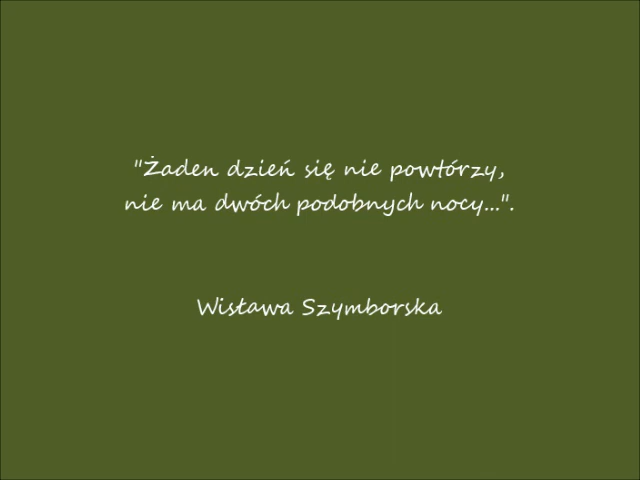 "Żaden dzień się nie powtórzy,
nie ma dwóch podobnych nocy...".
Wisława Szymborska